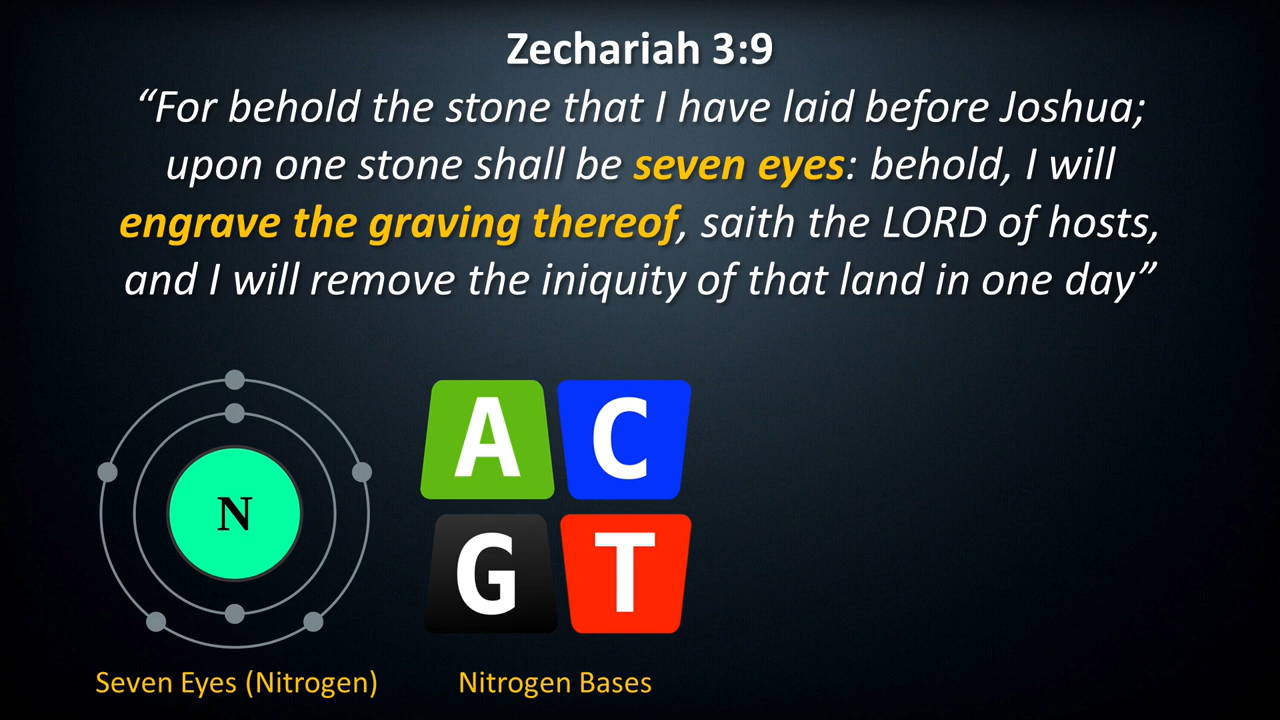 Zechariah 3:9
“For behold the stone that I have laid before Joshua;
upon one stone shall be seven eyes: behold, I will
engrave the graving thereof, saith the LORD of hosts,
and I will remove the iniquity of that land in one day”
A C
N
G T
Seven Eyes (Nitrogen)
Nitrogen Bases